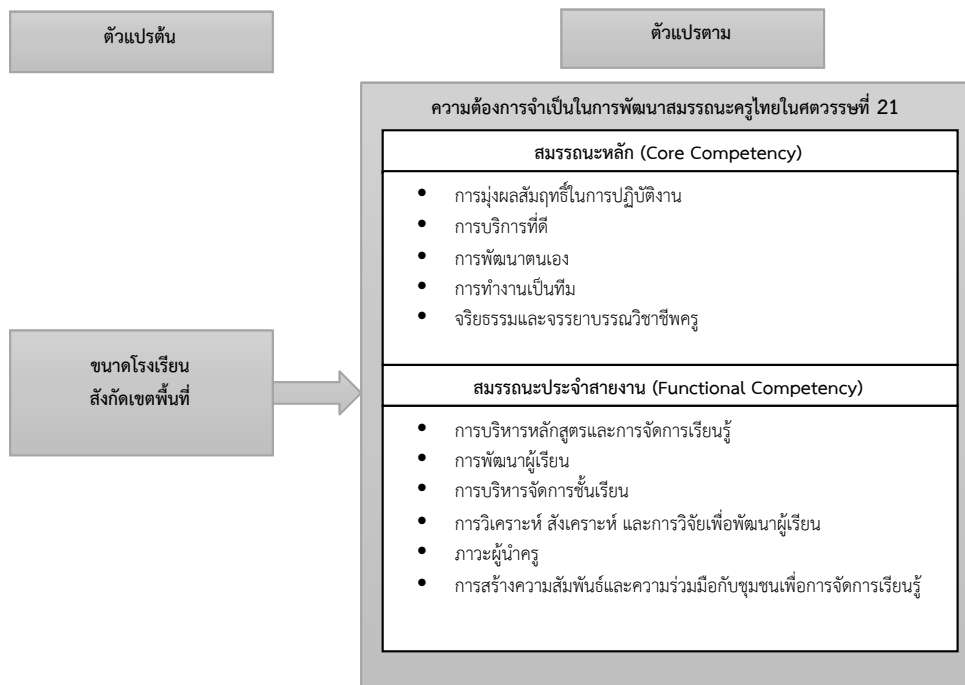 ตัวแปรต้น
ตัวแปรตาม
ความต้องการจำเป็นในการพัฒนาสมรรถนะครูไทยในศตวรรษที่ 21
สมรรถนะหลัก (Core Competency)
• การมุ่งผลสัมฤทธิ์ในการปฏิบัติงาน
• การบริการที่ดี
• การพัฒนาตนเอง
• การทำงานเป็นทีม
• จริยธรรมและจรรยาบรรณวิชาชีพครู
ขนาดโรงเรียน
สังกัดเขตพื้นที่
สมรรถนะประจำสายงาน (Functional Competency)
• การบริหารหลักสูตรและการจัดการเรียนรู้
• การพัฒนาผู้เรียน
• การบริหารจัดการชั้นเรียน
• การวิเคราะห์ สังเคราะห์ และการวิจัยเพื่อพัฒนาผู้เรียน
• ภาวะผู้นำครู
• การสร้างความสัมพันธ์และความร่วมมือกับชุมชนเพื่อการจัดการเรียนรู้